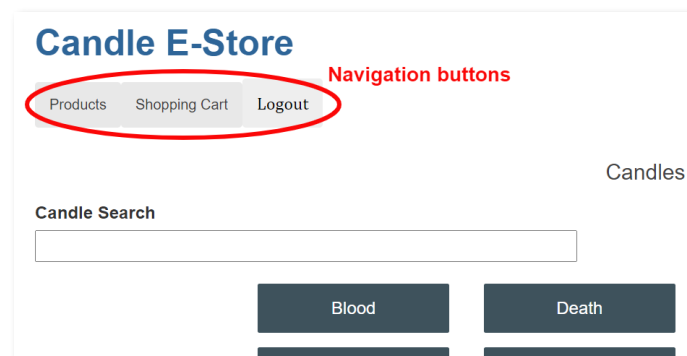 Candle E-Store
Navigation buttons
Products Shopping Cart Logout
Candles
Candle Search
Blood Death